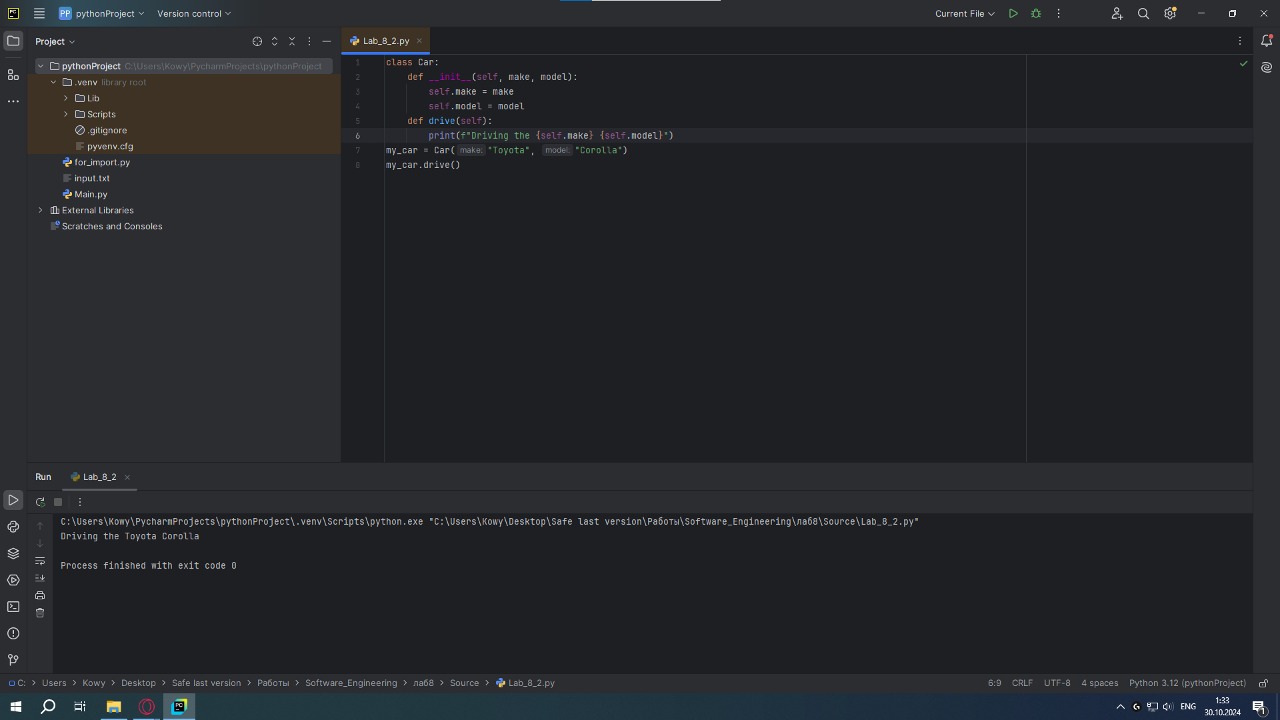 PP pythonProject Version control Current File
Project
Lab_8_2.py
pythonProject C:\Users\Kowy\PycharmProjects\pythonProject
.venv library root
Lib
Scripts
.gitignore
pyvenv.cfg
for_import.py
input.txt
Main.py
External Libraries
Scratches and Consoles
1 class Car:
2 def __init__(self, make, model):
3 self.make = make
4 self.model = model
5 def drive(self):
6 print(f"Driving the {self.make} {self.model}")
7 my_car = Car( make: "Toyota", model: "Corolla")
8 my_car.drive()
Run Lab_8_2
C:\Users\Kowy\PycharmProjects\pythonProject\.venv\Scripts\python.exe "C:\Users\Kowy\Desktop\Safe last version\Работы\Software_Engineering\лаб8\Source\Lab_8_2.py"
Driving the Toyota Corolla
Process finished with exit code 0
C: > Users > Kowy > Desktop > Safe last version > Работы > Software_Engineering > лаб8 > Source > Lab_8_2.py 6:9 CRLF UTF-8 4 spaces Python 3.12 (pythonProject)
ENG 1:33
30.10.2024